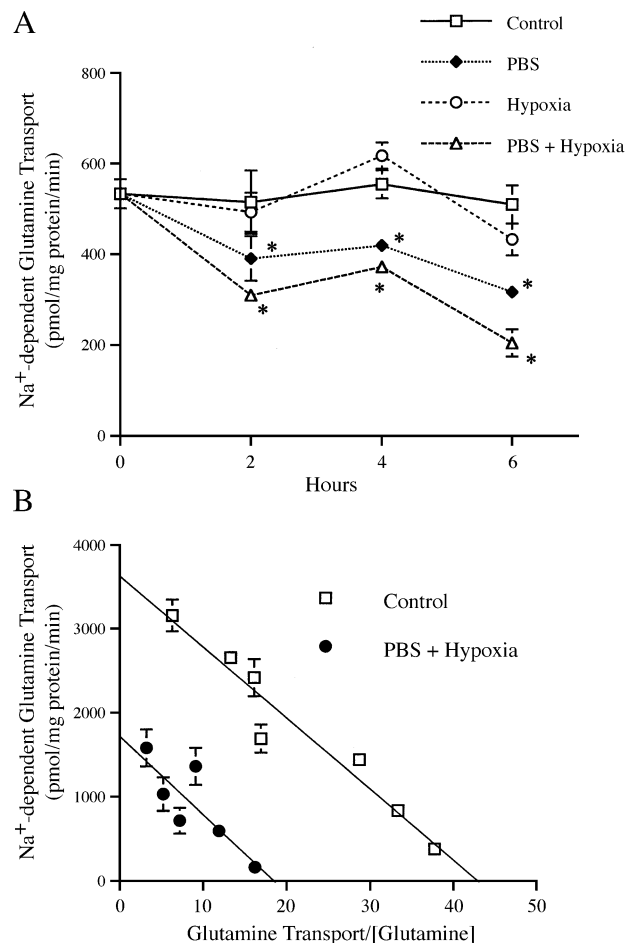 A
Control
PBS
Hypoxia
PBS + Hypoxia
Na+-dependent Glutamine Transport
(pmol/mg protein/min)
800
600
400
200
0
0 2 4 6
* * *
* * *
Hours
B
Na+-dependent Glutamine Transport
(pmol/mg protein/min)
4000
3000
2000
1000
0
Control
PBS + Hypoxia
0 10 20 30 40 50
Glutamine Transport/[Glutamine]